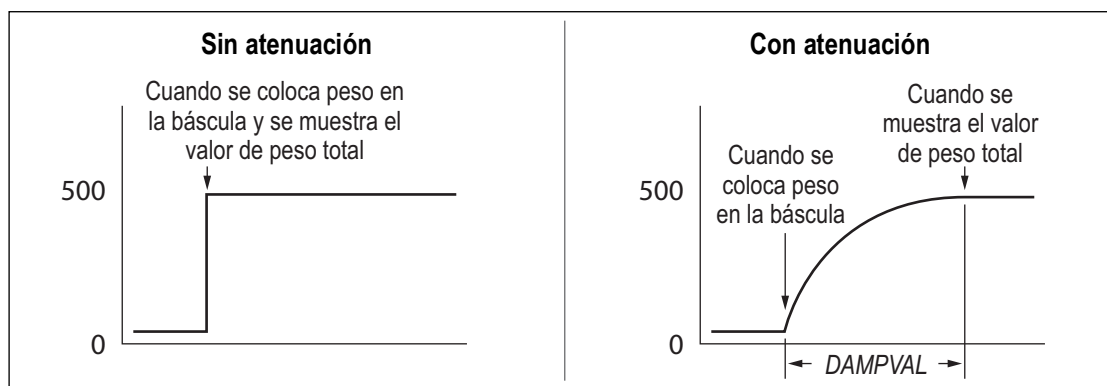 Sin atenuación
Cuando se coloca peso en
la báscula y se muestra el
valor de peso total
500
0
Con atenuación
Cuando se
muestra el valor
de peso total
Cuando se
coloca peso
en la báscula
500
0
DAMPVAL